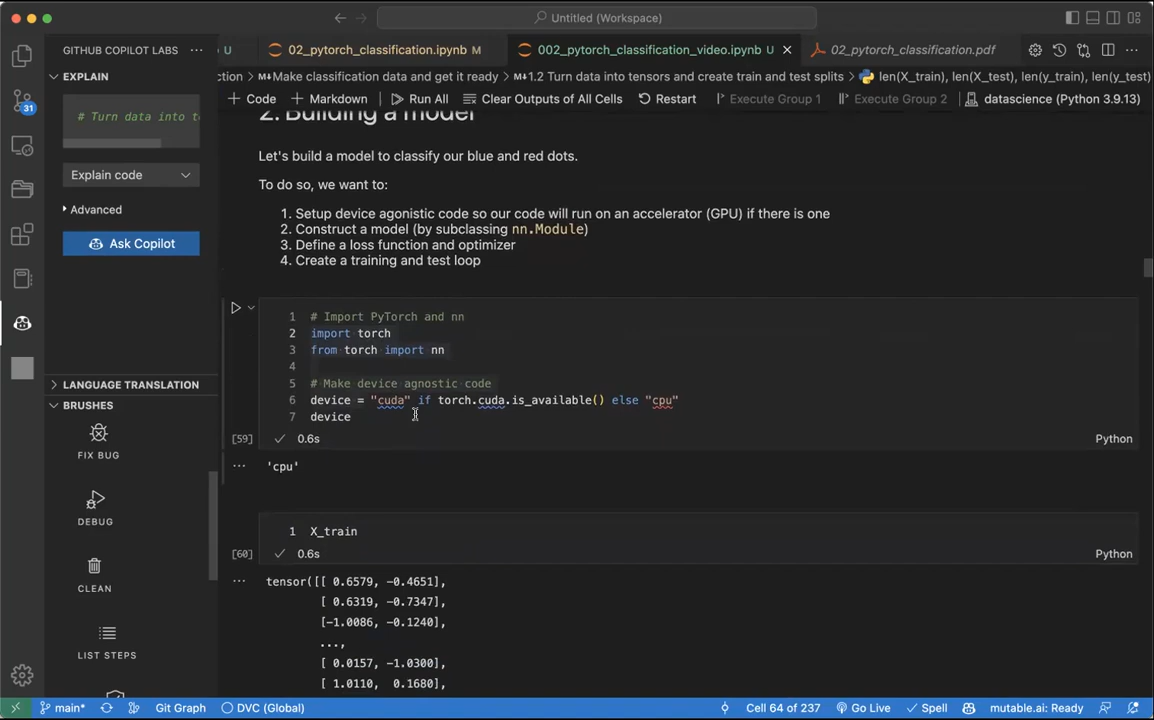 Untitled (Workspace)
GITHUB COPILOT LABS
U
02_pytorch_classification.ipynb M
002_pytorch_classification_video.ipynb U
02_pytorch_classification.pdf
EXPLAIN
ction > Make classification data and get it ready > 1.2 Turn data into tensors and create train and test splits > len(X_train), len(X_test), len(y_train), len(y_test)
Code
Markdown
Run All
Clear Outputs of All Cells
Restart
Execute Group 1
Execute Group 2
datascience (Python 3.9.13)
# Turn data into te
Explain code
Advanced
Ask Copilot
31
2. Building a model
Let's build a model to classify our blue and red dots.
To do so, we want to:
1. Setup device agonistic code so our code will run on an accelerator (GPU) if there is one
2. Construct a model (by subclassing nn.Module)
3. Define a loss function and optimizer
4. Create a training and test loop
1 # Import PyTorch and nn
2 import torch
3 from torch import nn
4
5 # Make device agnostic code
6 device = "cuda" if torch.cuda.is_available() else "cpu"
7 device
[59] 0.6s Python
'cpu'
1 X_train
[60] 0.6s Python
tensor([[ 0.6579, -0.4651],
[ 0.6319, -0.7347],
[-1.0086, -0.1240],
...,
[ 0.0157, -1.0300],
[ 1.0110, 0.1680],
LANGUAGE TRANSLATION
BRUSHES
FIX BUG
DEBUG
CLEAN
LIST STEPS
main*
Git Graph
DVC (Global)
Cell 64 of 237
Go Live
Spell
mutable.ai: Ready